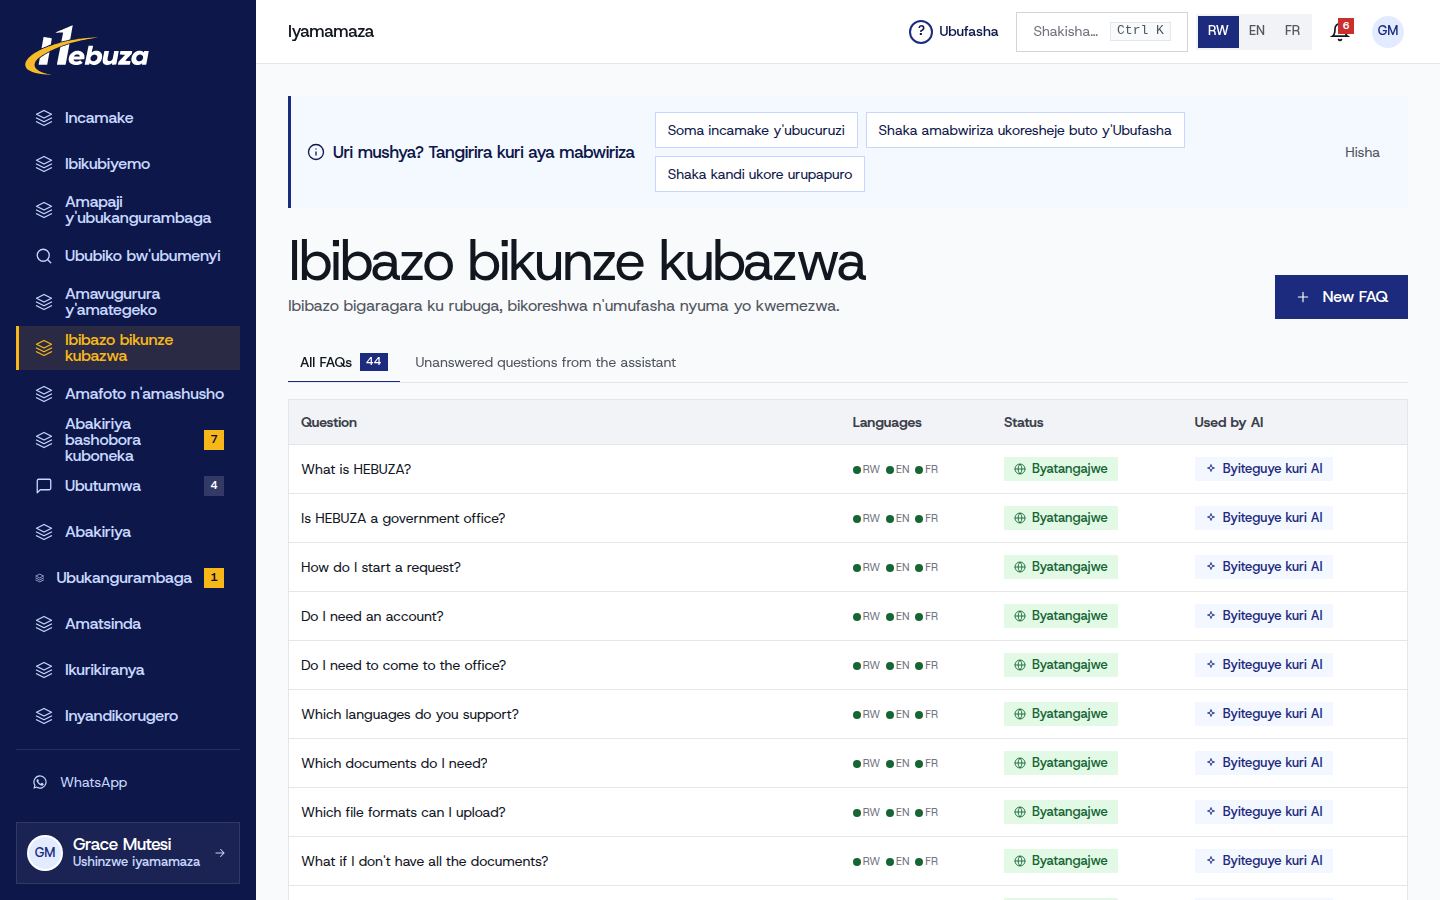 Hebuza
Incamake
Ibikubiyemo
Amapaji
y'ubukangurambaga
Ububiko bw'ubumenyi
Amavugurura
y'amategeko
Ibibazo bikunze
kubazwa
Amafoto n'amashusho
Abakiriya
bashobora
kuboneka
7
Ubutumwa
4
Abakiriya
Ubukangurambaga
1
Amatsinda
Ikurikiranya
Inyandikorugero
WhatsApp
GM
Grace Mutesi
Ushinzwe iyamamaza
Iyamamaza
? Ubufasha
Shakisha... Ctrl K
RW EN FR
6
GM
Uri mushya? Tangirira kuri aya mabwiriza
Soma incamake y'ubucuruzi
Shaka amabwiriza ukoresheje buto y'Ubufasha
Shaka kandi ukore urupapuro
Hisha
Ibibazo bikunze kubazwa
Ibibazo bigaragara ku rubuga, bikoreshwa n'umufasha nyuma yo kwemezwa.
New FAQ
All FAQs 44
Unanswered questions from the assistant
Question Languages Status Used by AI
What is HEBUZA? RW EN FR Byatangajwe Byiteguye kuri AI
Is HEBUZA a government office? RW EN FR Byatangajwe Byiteguye kuri AI
How do I start a request? RW EN FR Byatangajwe Byiteguye kuri AI
Do I need an account? RW EN FR Byatangajwe Byiteguye kuri AI
Do I need to come to the office? RW EN FR Byatangajwe Byiteguye kuri AI
Which languages do you support? RW EN FR Byatangajwe Byiteguye kuri AI
Which documents do I need? RW EN FR Byatangajwe Byiteguye kuri AI
Which file formats can I upload? RW EN FR Byatangajwe Byiteguye kuri AI
What if I don't have all the documents? RW EN FR Byatangajwe Byiteguye kuri AI